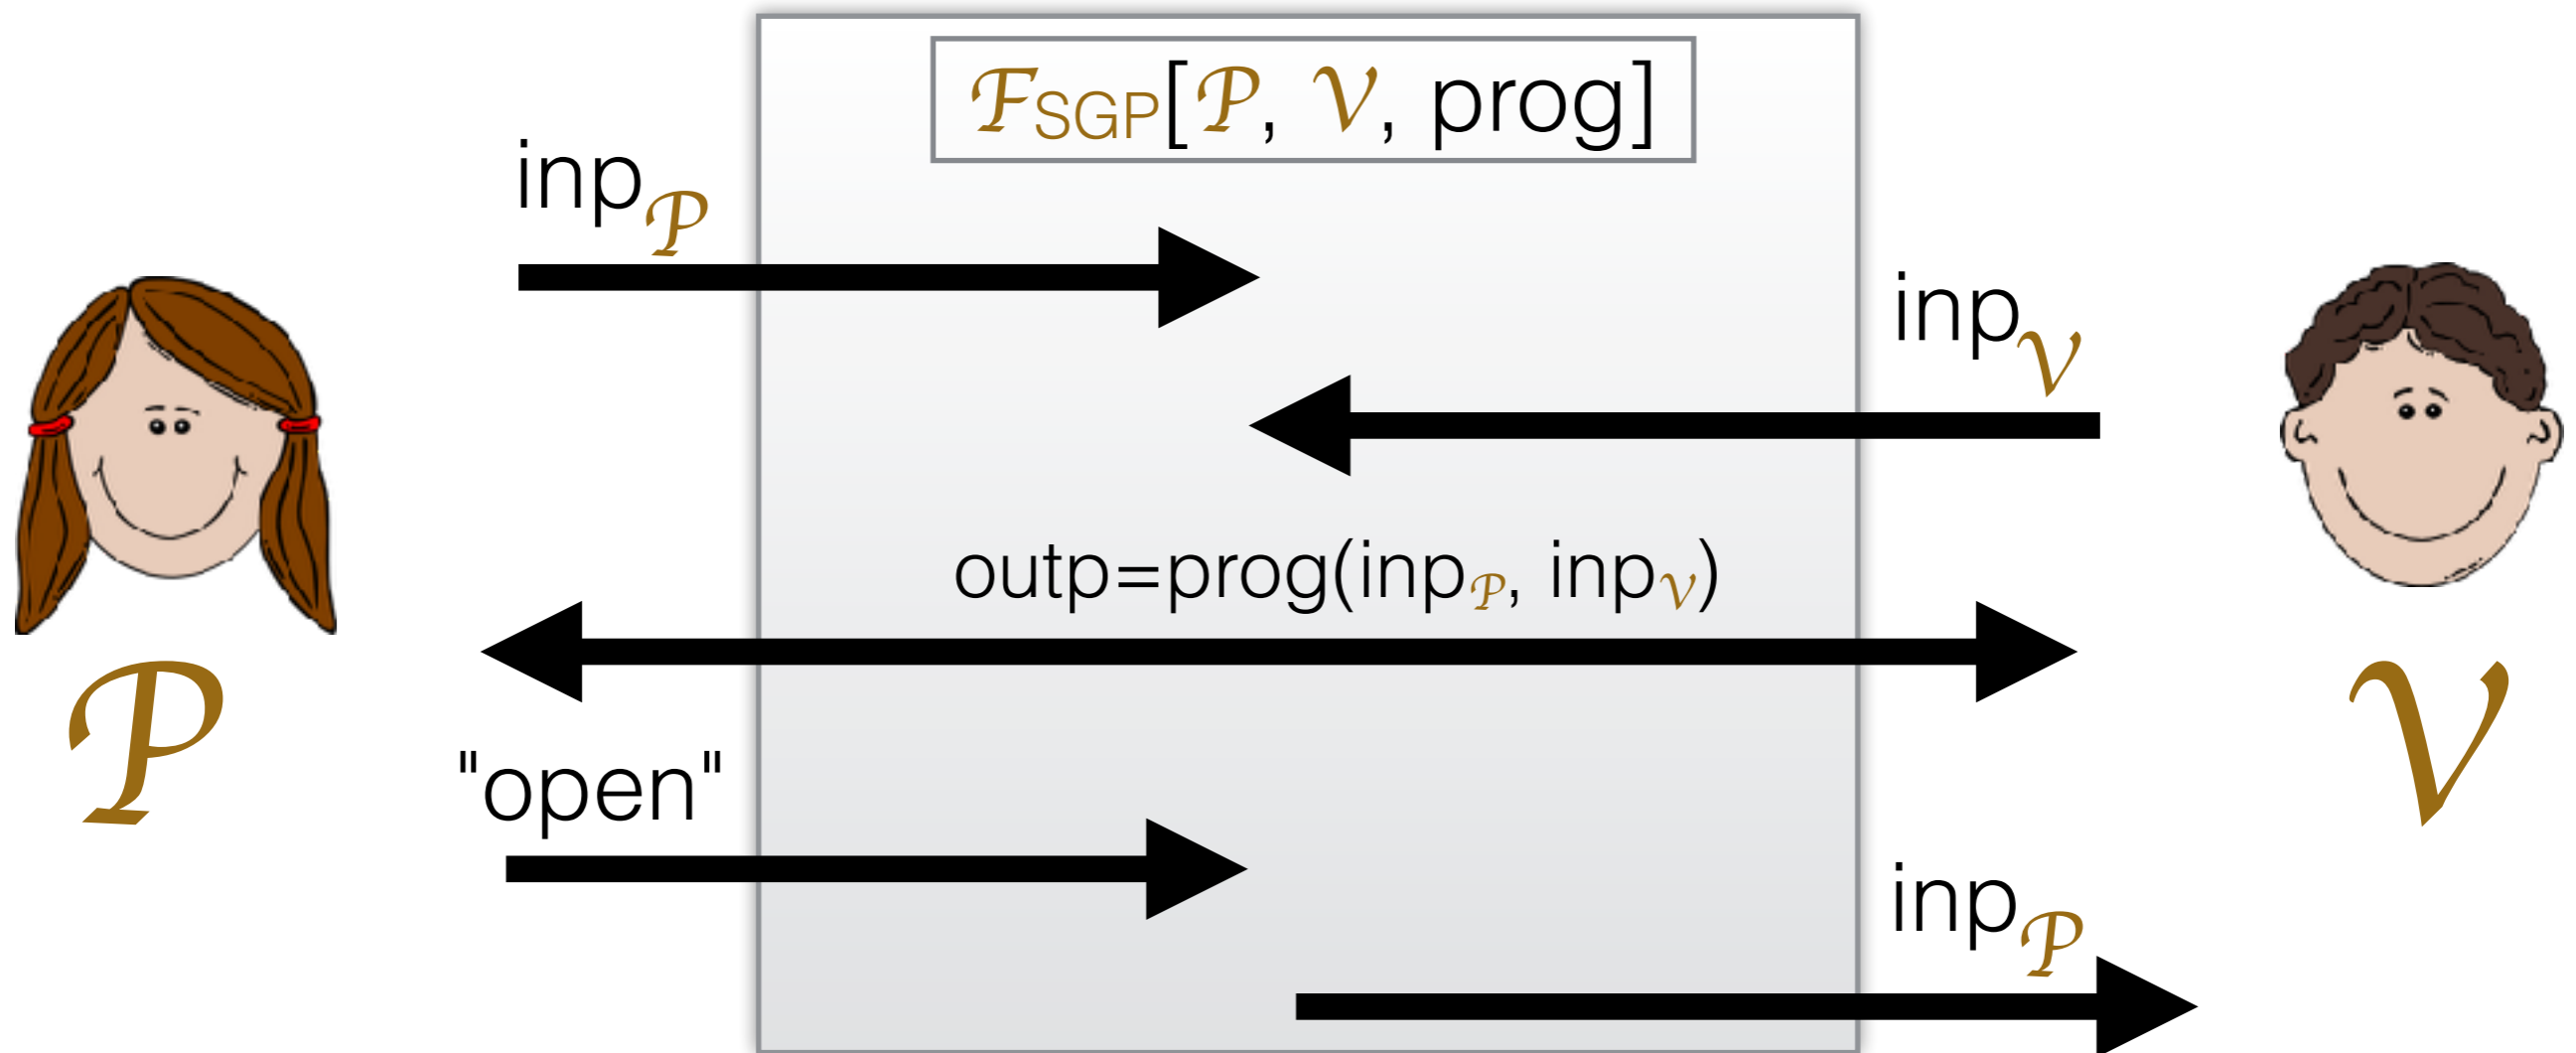 𝓕SGP[𝒫, 𝒱, prog]
inp𝒫
inp𝒱
outp=prog(inp𝒫, inp𝒱)
𝒫
𝒱
"open"
inp𝒫